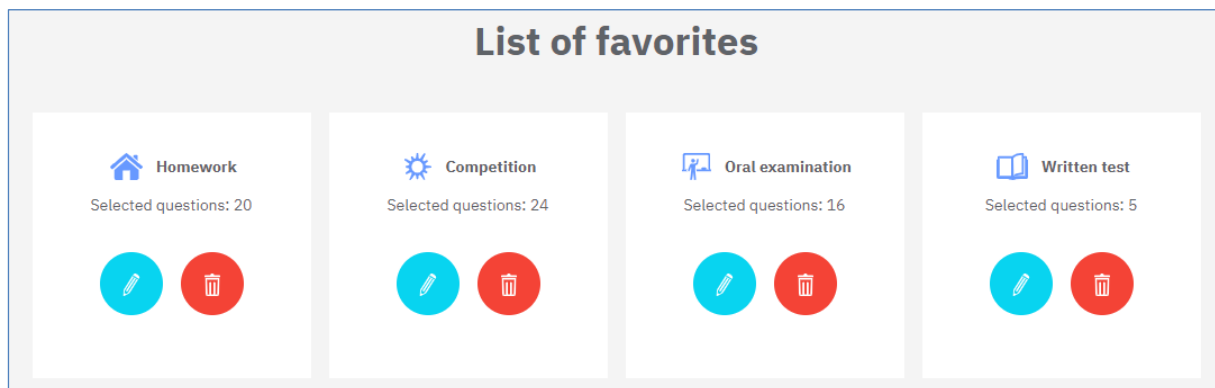 List of favorites
Homework
Selected questions: 20
Competition
Selected questions: 24
Oral examination
Selected questions: 16
Written test
Selected questions: 5